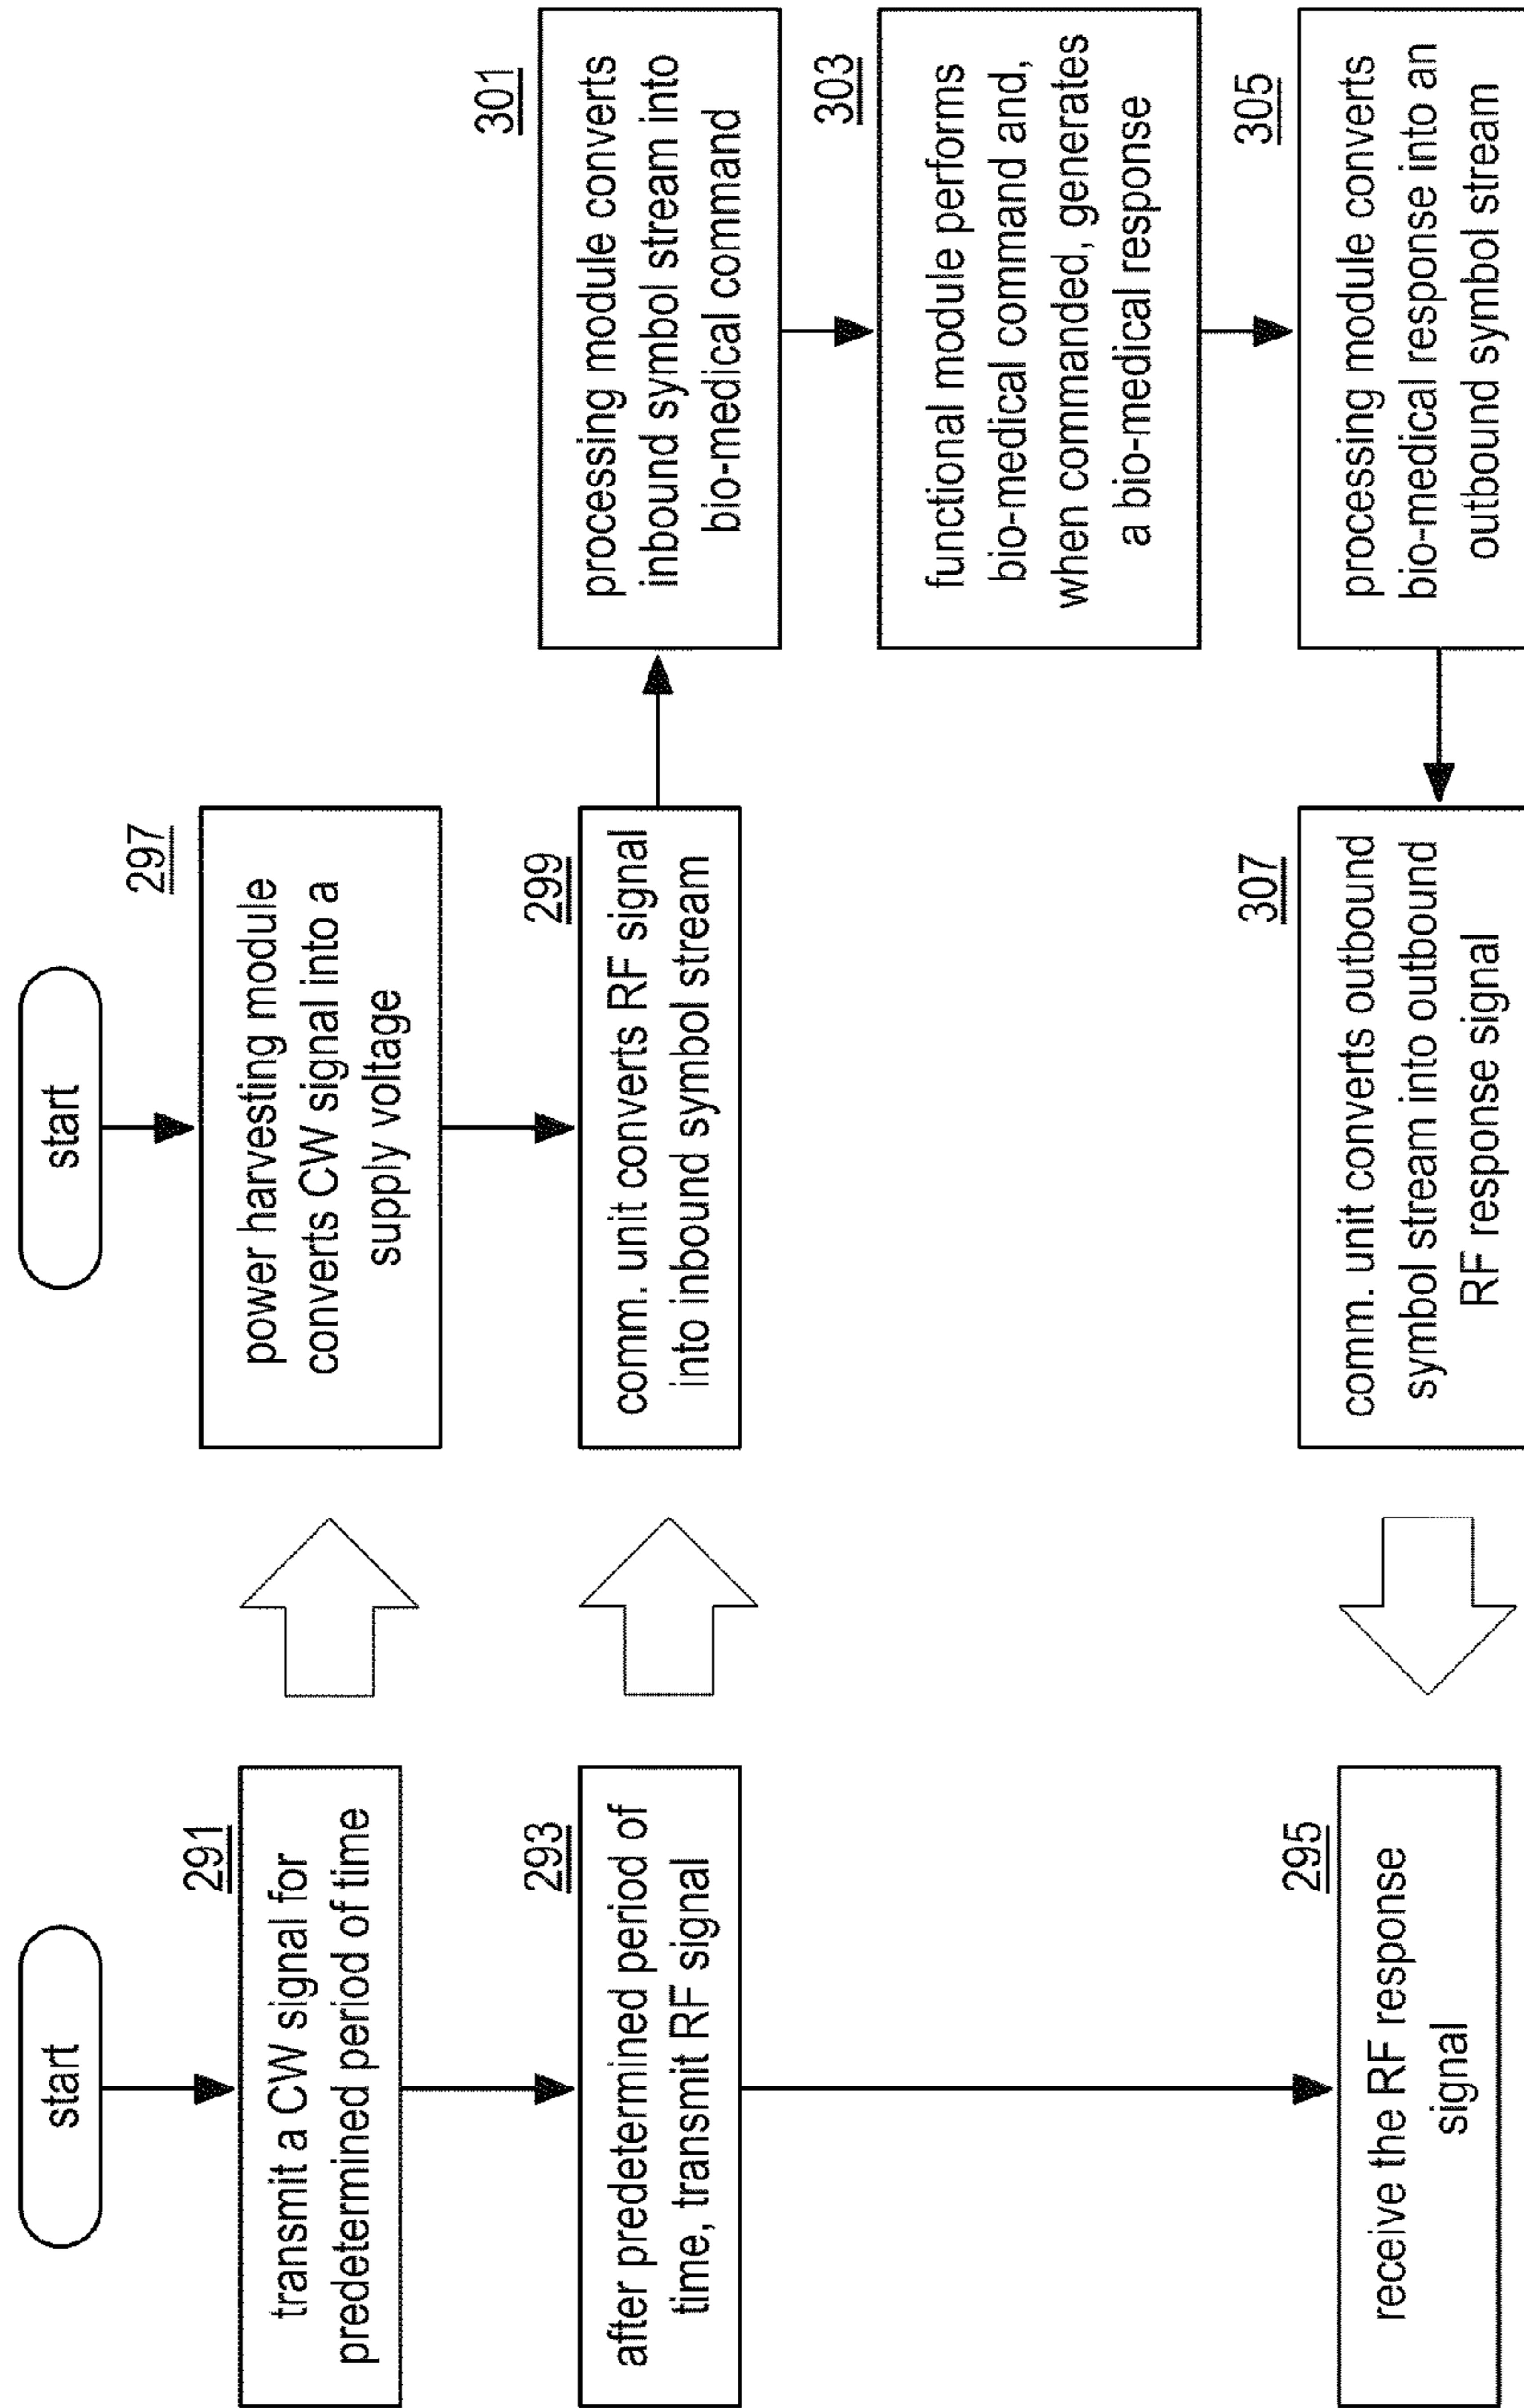 start
291
transmit a CW signal for
predetermined period of time
293
after predetermined period of
time, transmit RF signal
295
receive the RF response
signal
start
297
power harvesting module
converts CW signal into a
supply voltage
299
comm. unit converts RF signal
into inbound symbol stream
301
processing module converts
inbound symbol stream into
bio-medical command
303
functional module performs
bio-medical command and,
when commanded, generates
a bio-medical response
305
processing module converts
bio-medical response into an
outbound symbol stream
307
comm. unit converts outbound
symbol stream into outbound
RF response signal